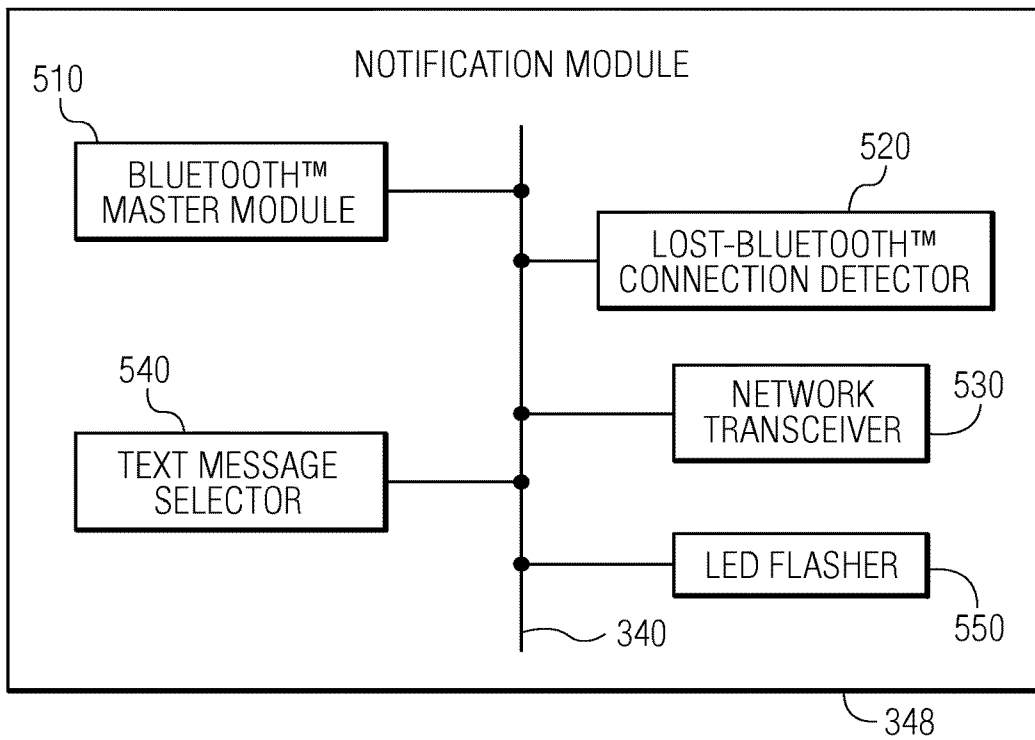 NOTIFICATION MODULE
510
BLUETOOTH™
MASTER MODULE
520
LOST-BLUETOOTH™
CONNECTION DETECTOR
540
TEXT MESSAGE
SELECTOR
NETWORK
TRANSCEIVER
530
LED FLASHER
550
340
348